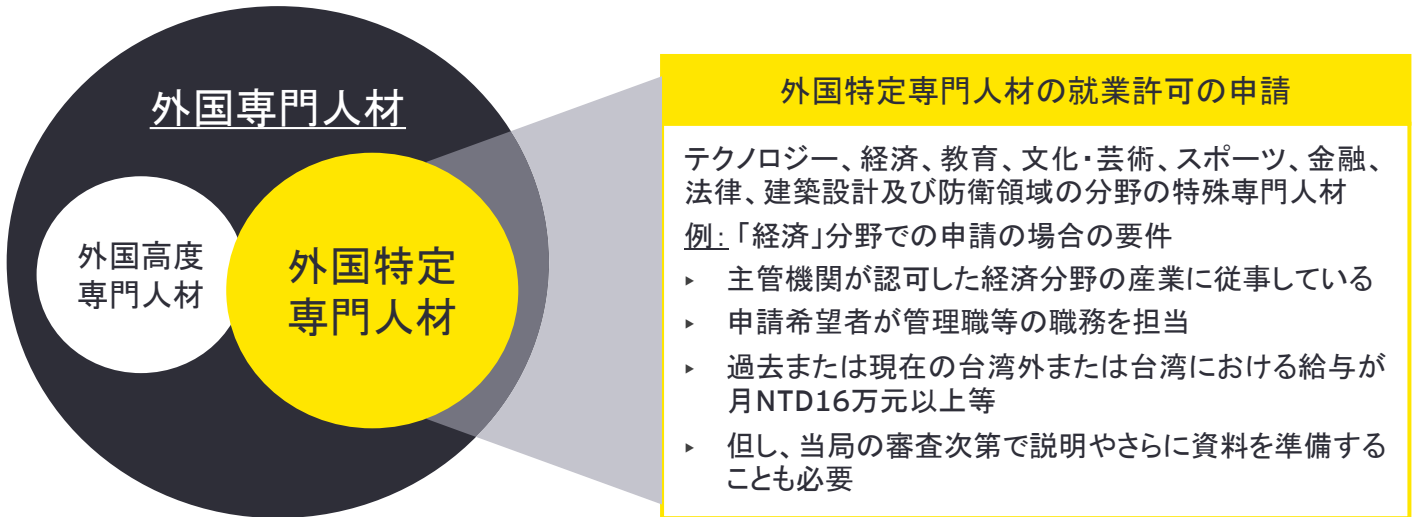 外国専門人材
外国高度
専門人材
外国特定
専門人材
外国特定専門人材の就業許可の申請
テクノロジー、経済、教育、文化・芸術、スポーツ、金融、
法律、建築設計及び防衛領域の分野の特殊専門人材
例：「経済」分野での申請の場合の要件
▸ 主管機関が認可した経済分野の産業に従事している
▸ 申請希望者が管理職等の職務を担当
▸ 過去または現在の台湾外または台湾における給与が
月NTD16万元以上等
▸ 但し、当局の審査次第で説明やさらに資料を準備する
ことも必要